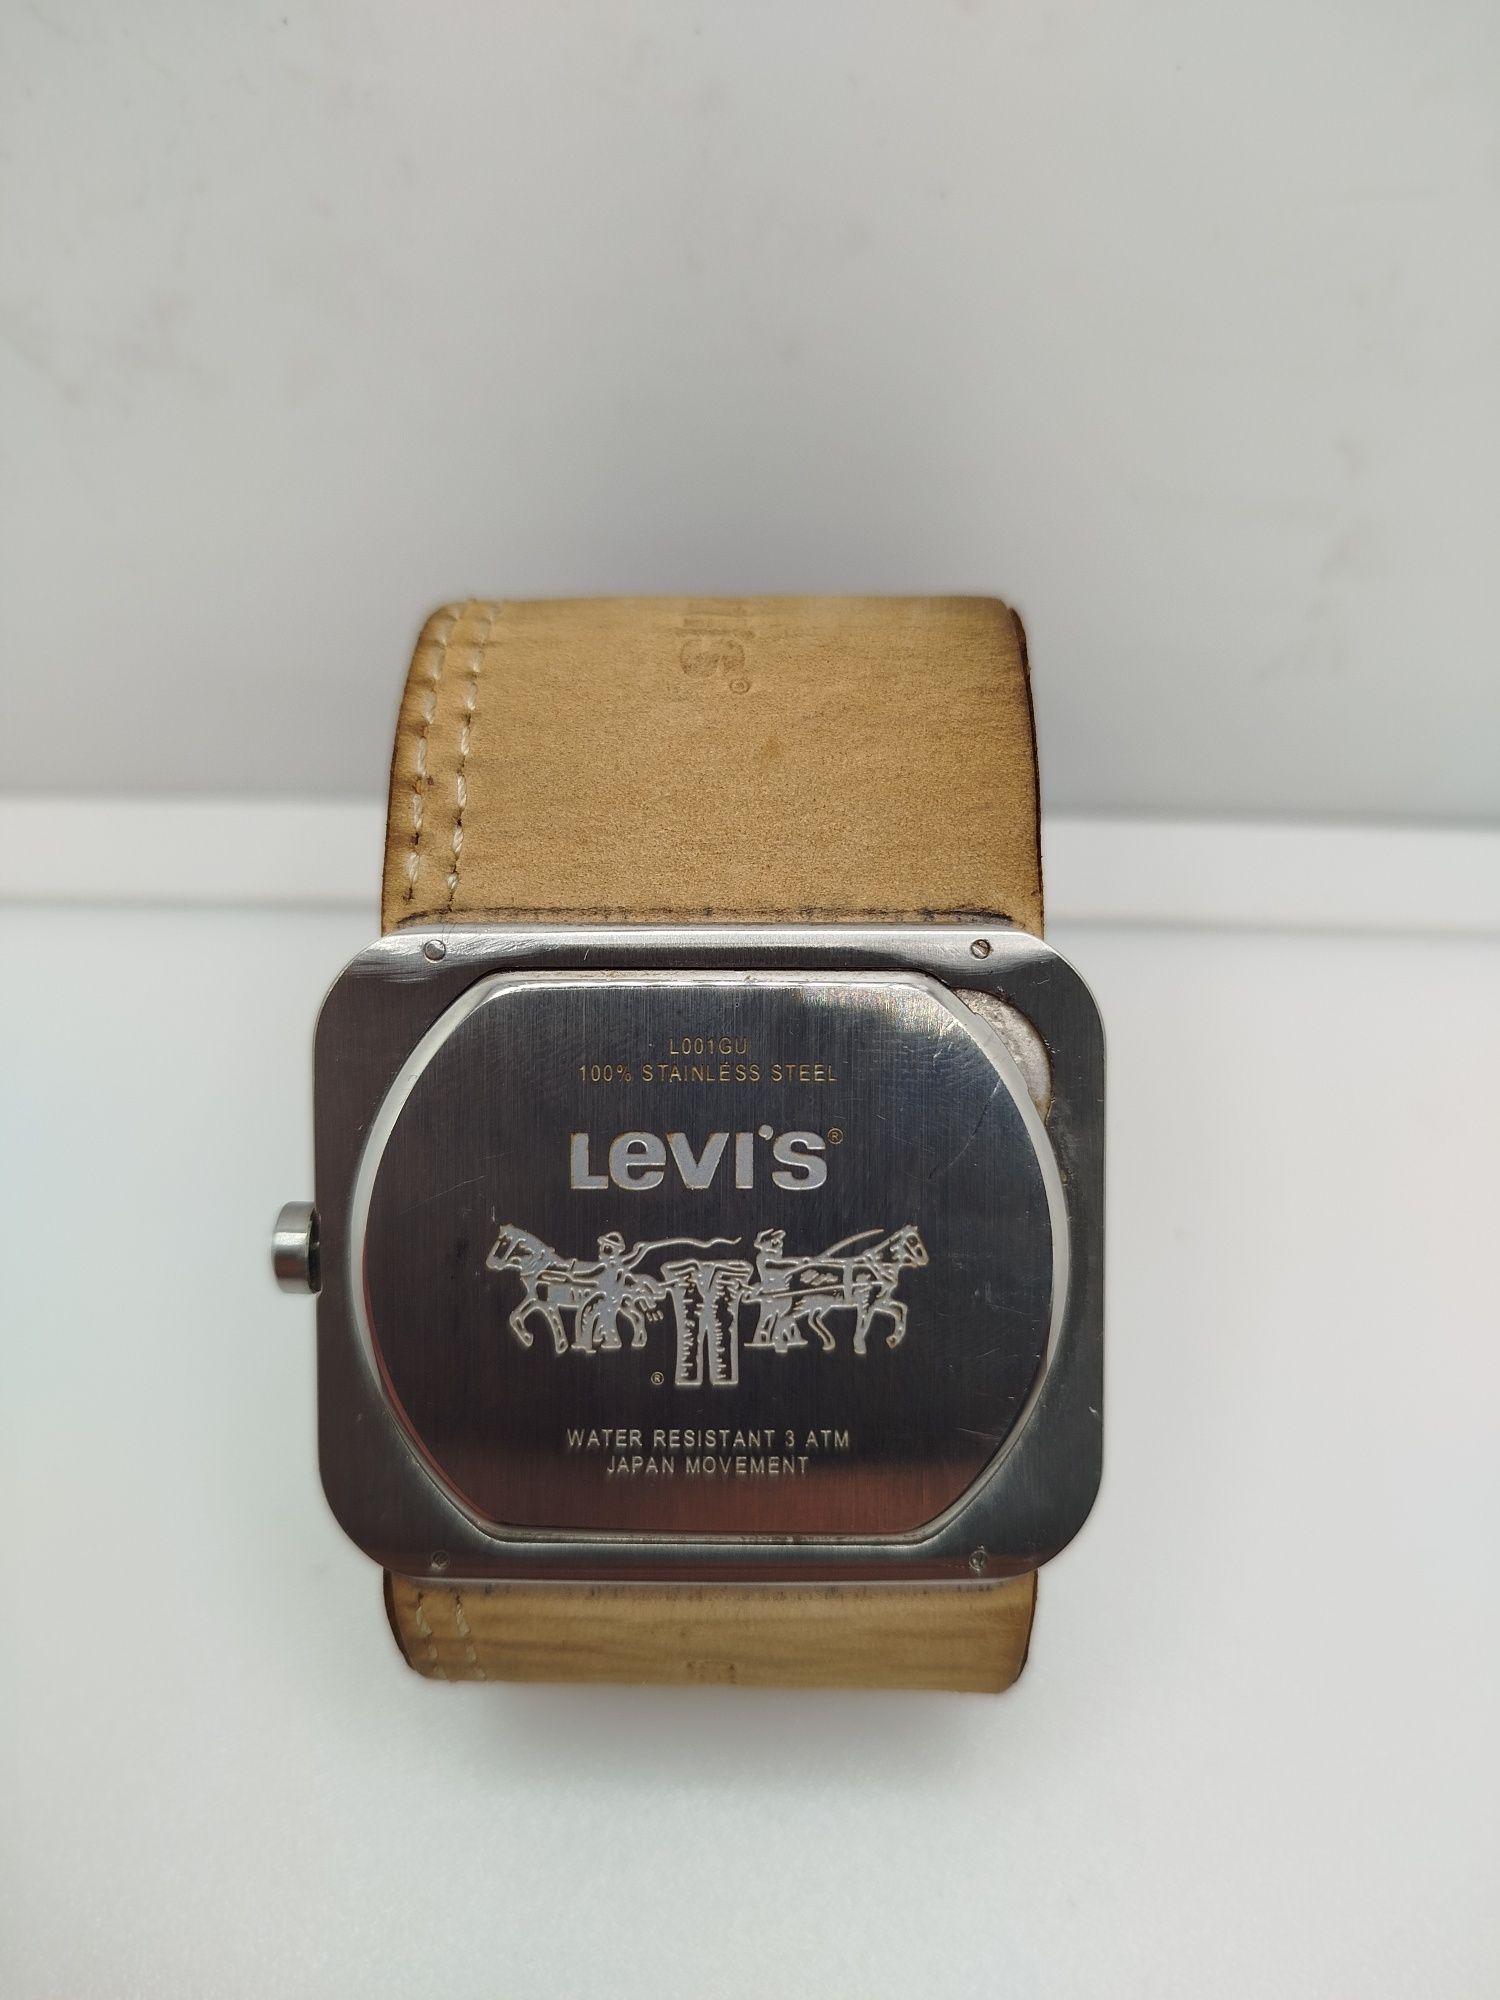 L001GU
100% STAINLESS STEEL
Levi's®
®
WATER RESISTANT 3 ATM
JAPAN MOVEMENT